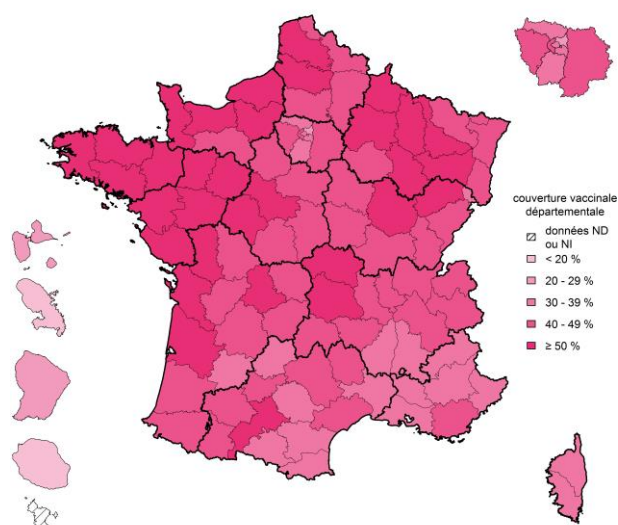 couverture vaccinale
départementale
données ND
ou NI
< 20 %
20 - 29 %
30 - 39 %
40 - 49 %
≥ 50 %